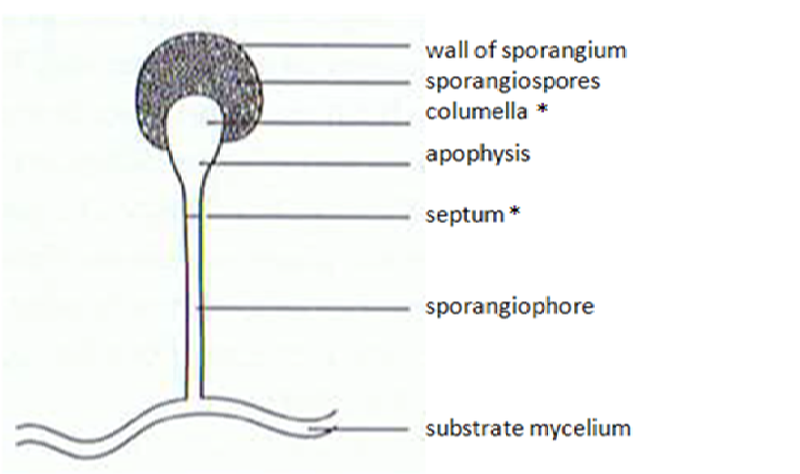 wall of sporangium
sporangiospores
columella *
apophysis
septum *
sporangiophore
substrate mycelium